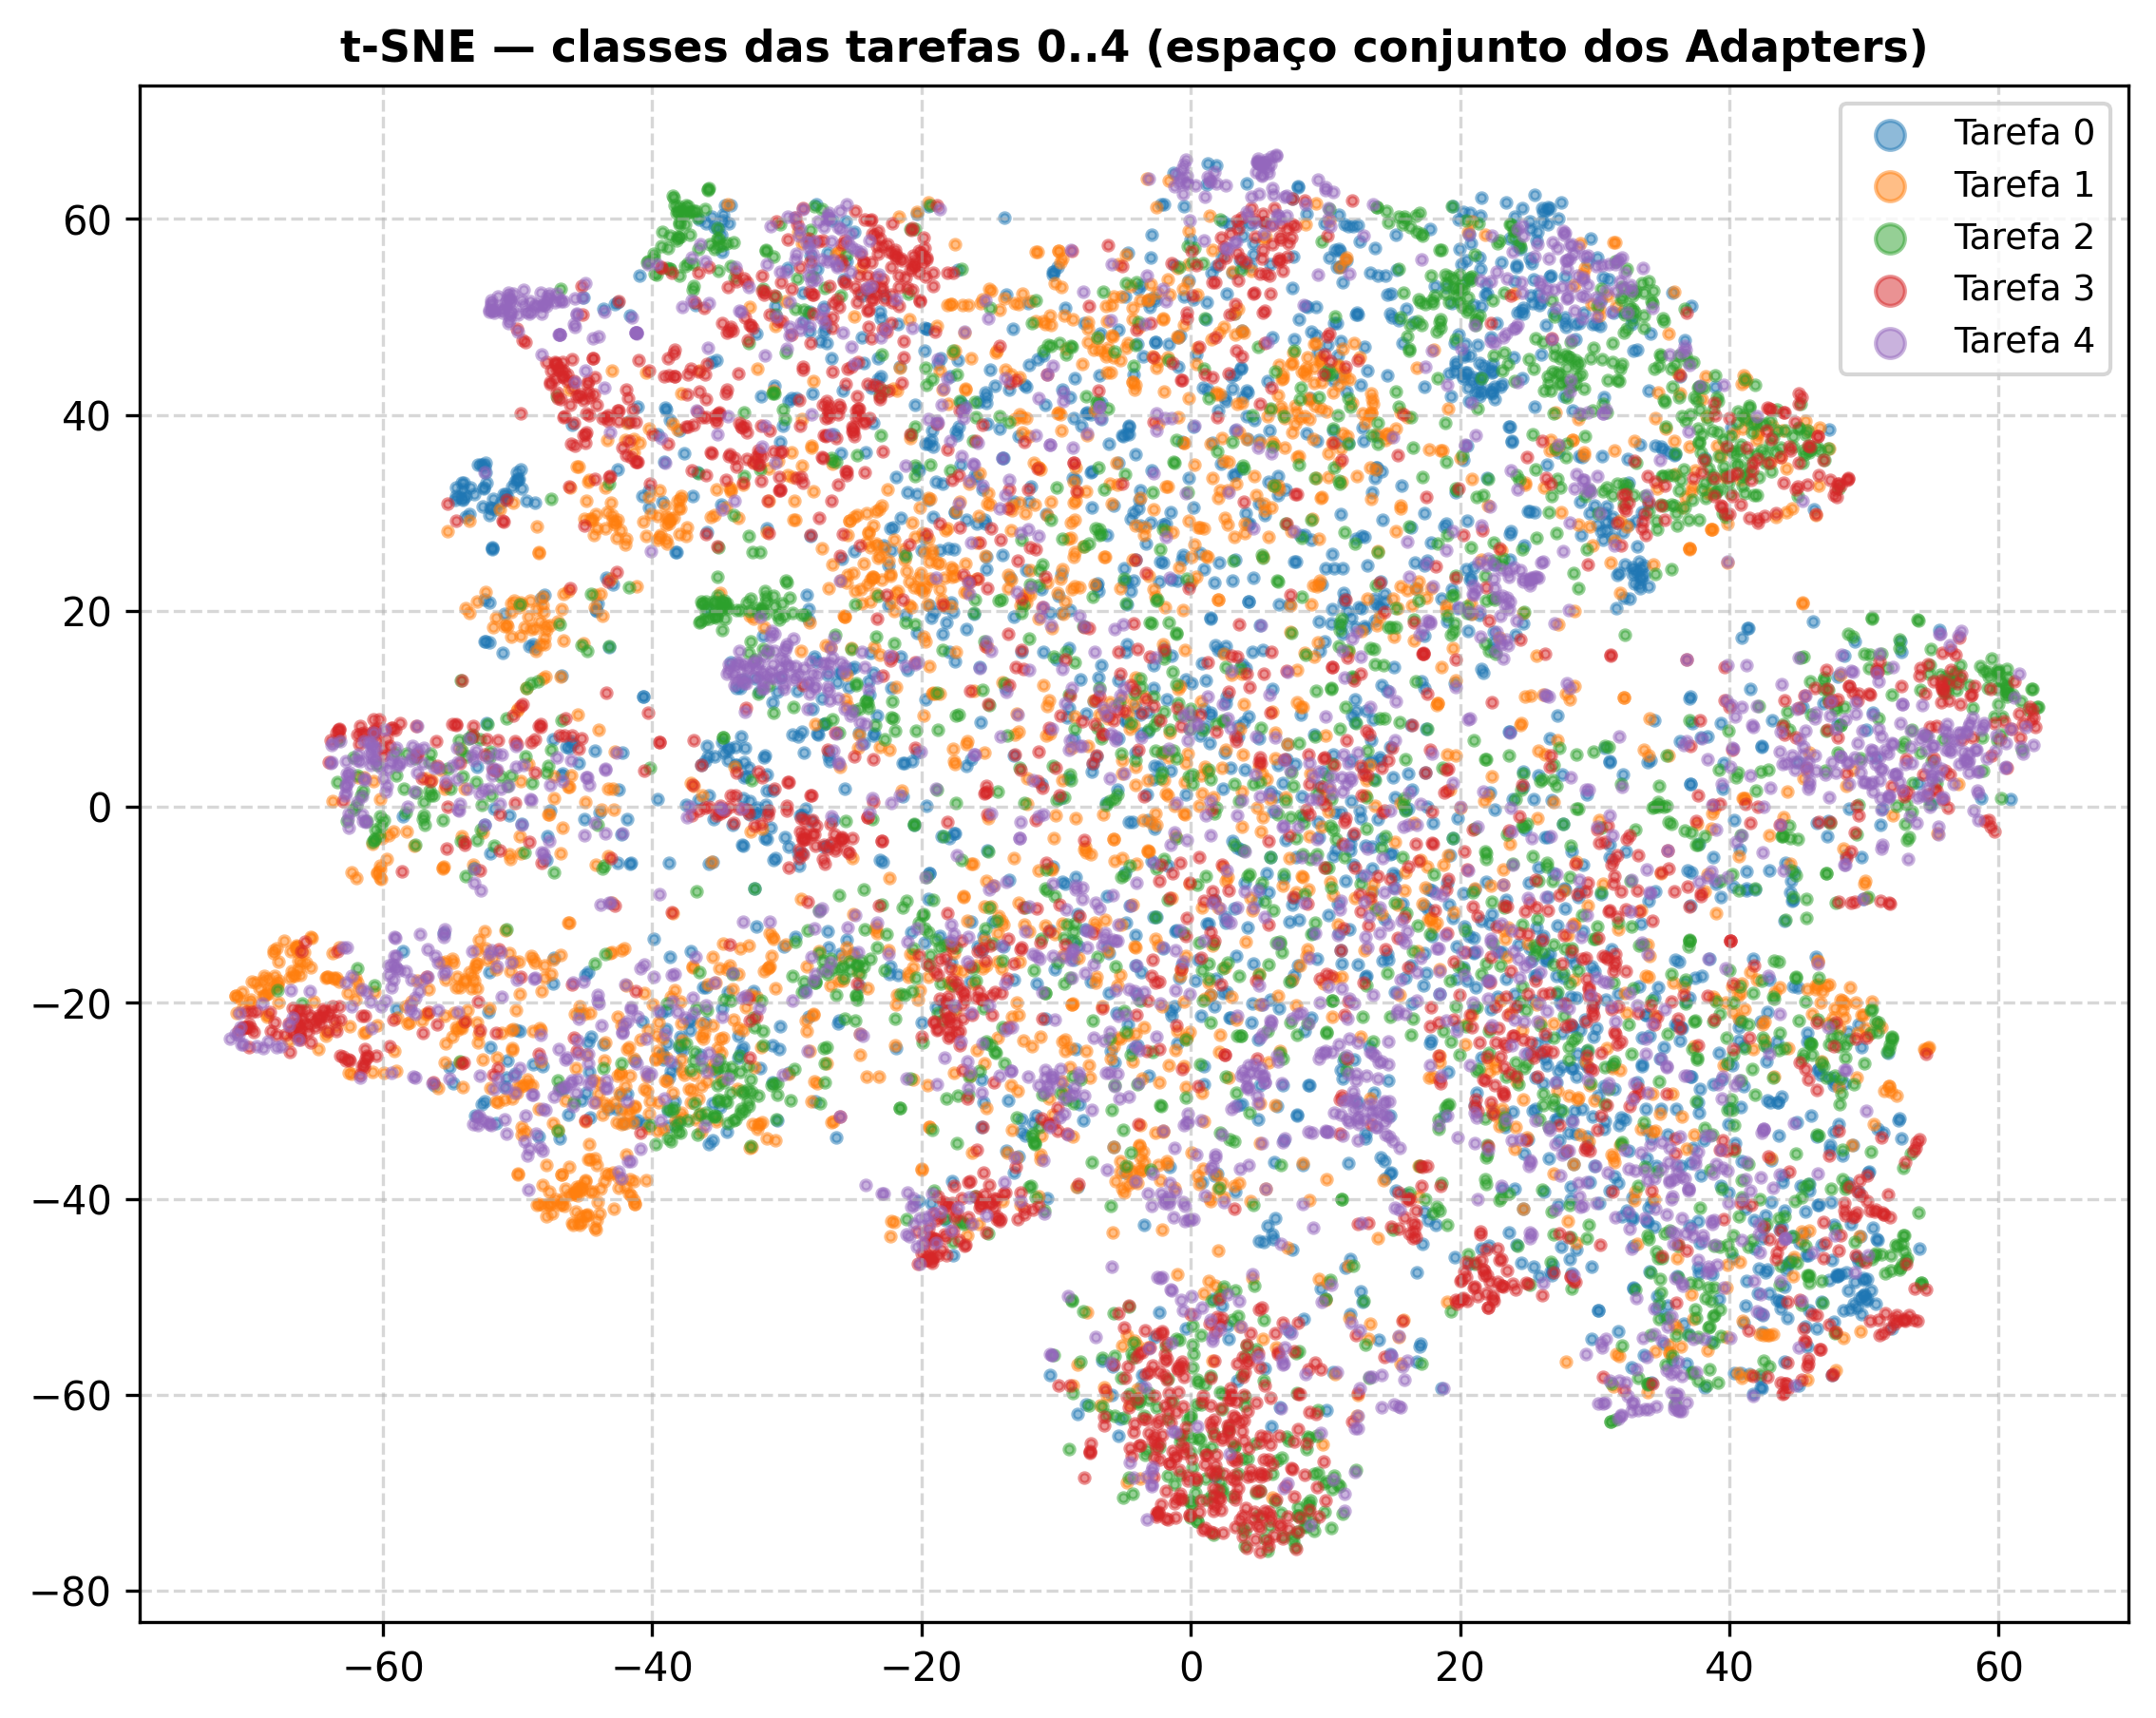 t-SNE — classes das tarefas 0..4 (espaço conjunto dos Adapters)
Tarefa 0
Tarefa 1
Tarefa 2
Tarefa 3
Tarefa 4
60
40
20
0
−20
−40
−60
−80
−60 −40 −20 0 20 40 60